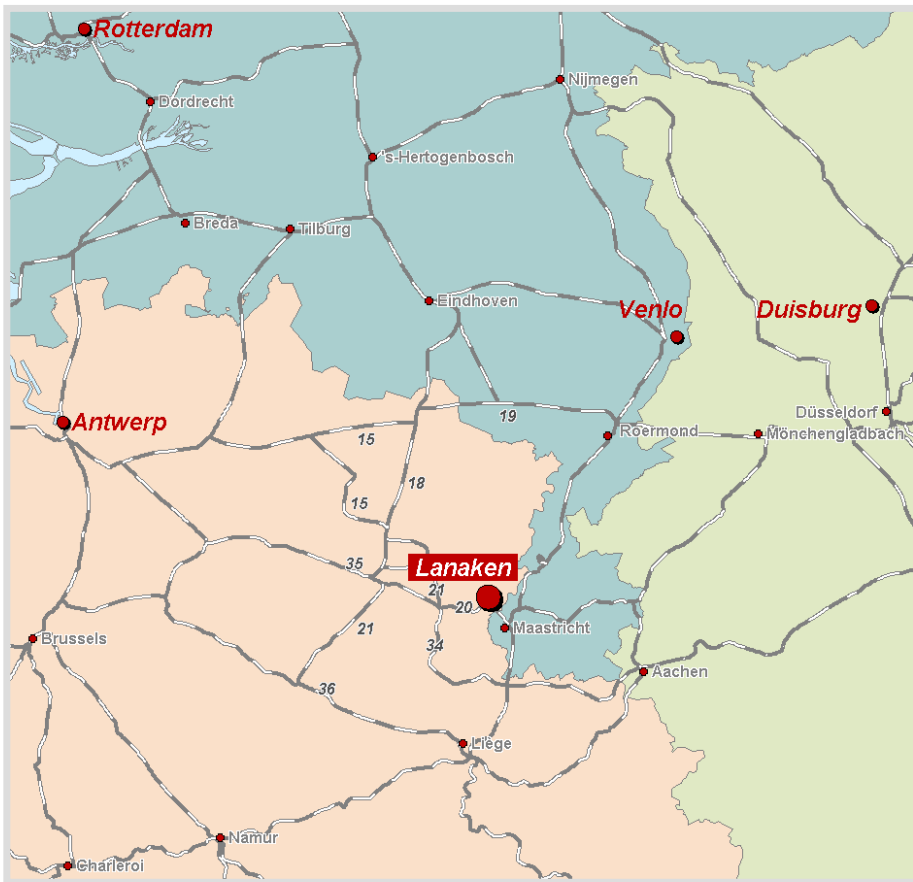 Rotterdam
Nijmegen
Dordrecht
's-Hertogenbosch
Breda
Tilburg
Eindhoven
Venlo
Duisburg
Antwerp
19
Düsseldorf
Roermond
Mönchengladbach
15
18
15
35
Lanaken
21
20
Maastricht
21
34
Brussels
Aachen
36
Liège
Namur
Charleroi